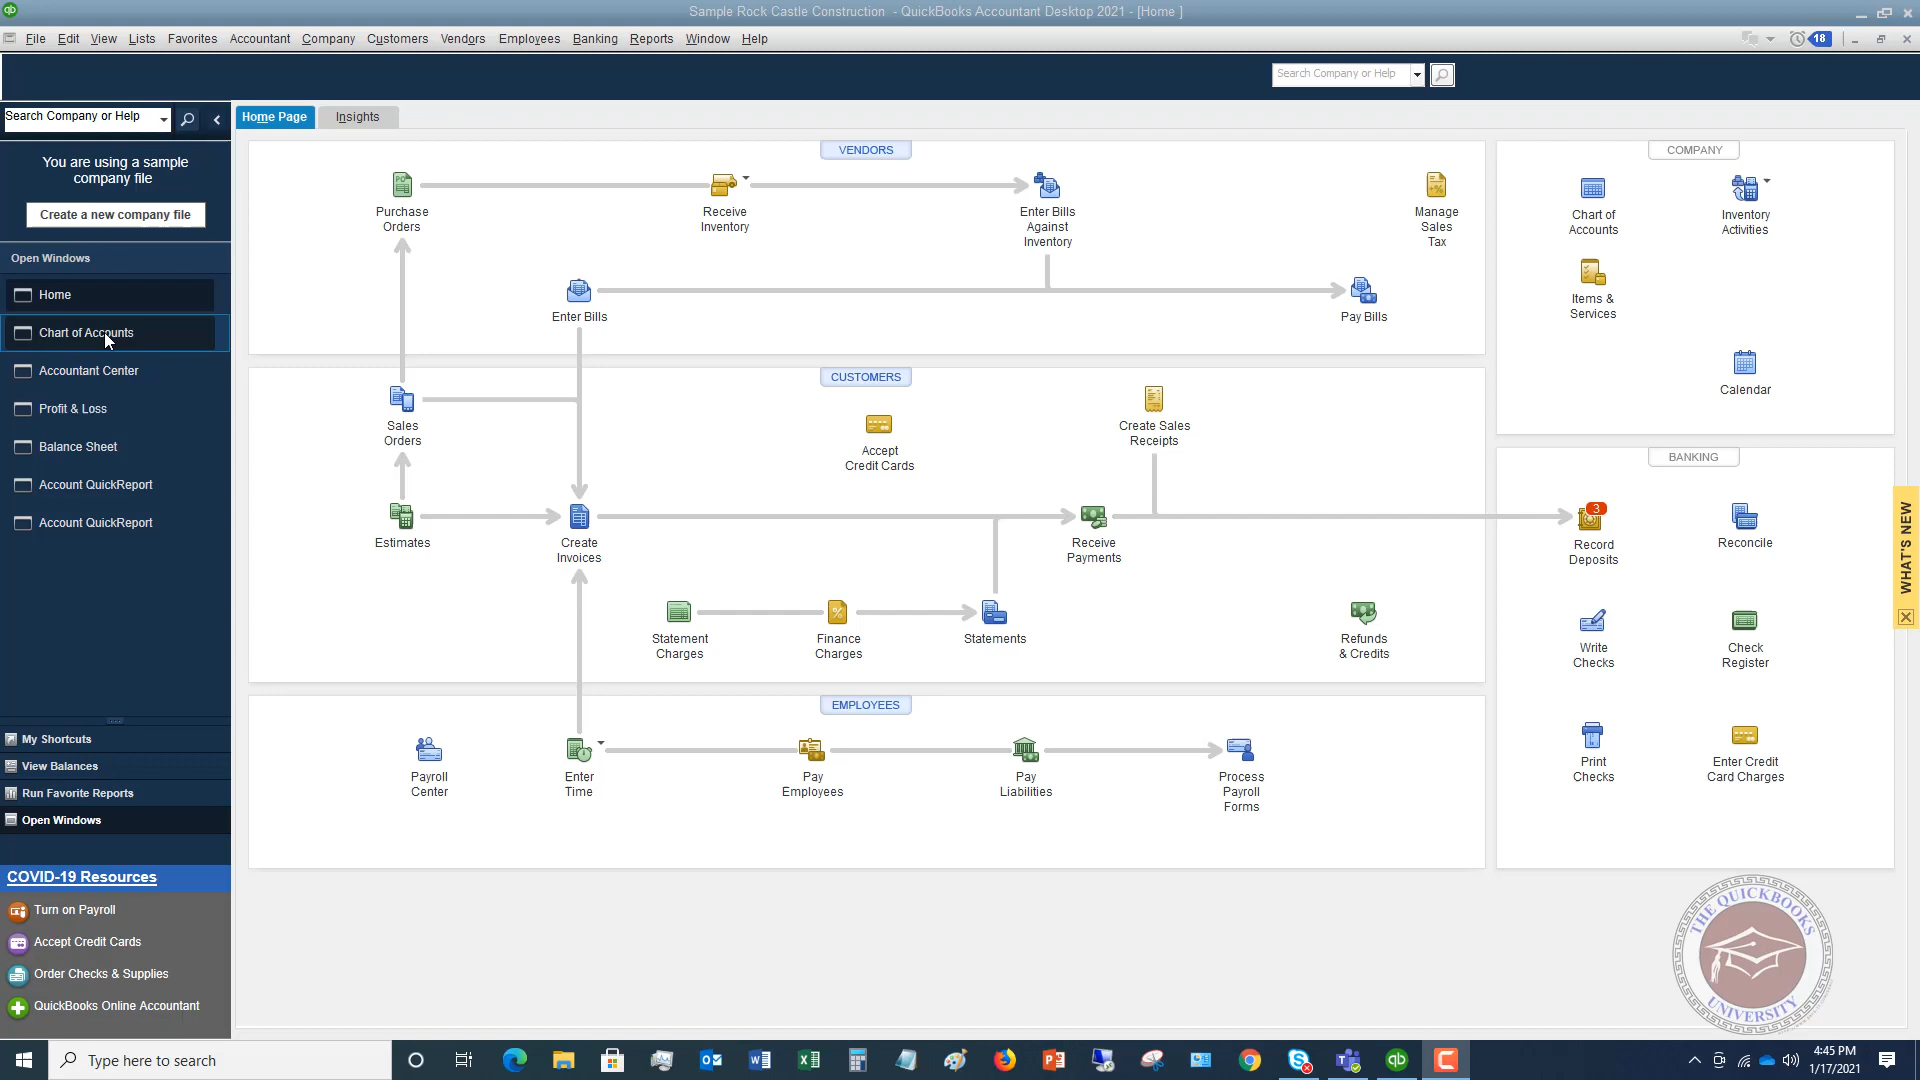 Sample Rock Castle Construction - QuickBooks Accountant Desktop 2021 - [Home ]
File Edit View Lists Favorites Accountant Company Customers Vendors Employees Banking Reports Window Help
18
Search Company or Help
Search Company or Help
You are using a sample
company file
Create a new company file
Open Windows
Home
Chart of Accounts
Accountant Center
Profit & Loss
Balance Sheet
Account QuickReport
Account QuickReport
My Shortcuts
View Balances
Run Favorite Reports
Open Windows
COVID-19 Resources
Turn on Payroll
Accept Credit Cards
Order Checks & Supplies
QuickBooks Online Accountant
Home Page
Insights
VENDORS
Purchase
Orders
Receive
Inventory
Enter Bills
Against
Inventory
Manage
Sales
Tax
Enter Bills
Pay Bills
CUSTOMERS
Sales
Orders
Accept
Credit Cards
Create Sales
Receipts
Estimates
Create
Invoices
Receive
Payments
Statement
Charges
Finance
Charges
Statements
Refunds
& Credits
EMPLOYEES
Payroll
Center
Enter
Time
Pay
Employees
Pay
Liabilities
Process
Payroll
Forms
COMPANY
Chart of
Accounts
Inventory
Activities
Items &
Services
Calendar
BANKING
3
Record
Deposits
Reconcile
Write
Checks
Check
Register
Print
Checks
Enter Credit
Card Charges
WHAT'S NEW
THE QUICKBOOKS
UNIVERSITY
Type here to search
4:45 PM
1/17/2021